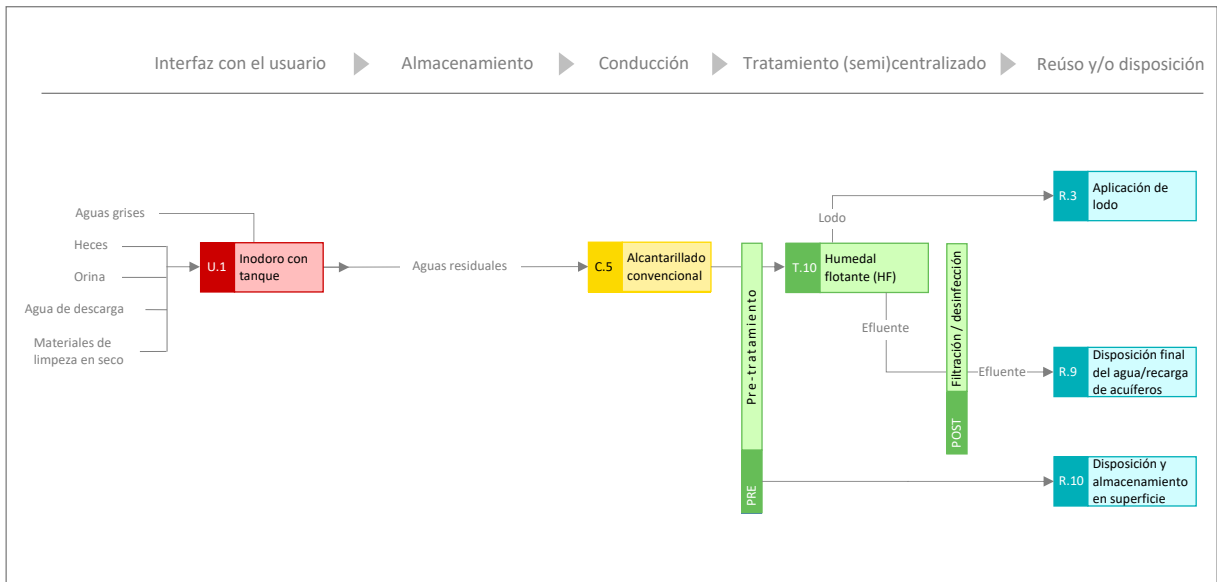 Interfaz con el usuario
Almacenamiento
Conducción
Tratamiento (semi)centralizado
Reúso y/o disposición
Aguas grises
Heces
Orina
Agua de descarga
Materiales de
limpieza en seco
U.1
Inodoro con
tanque
Aguas residuales
C.5
Alcantarillado
convencional
Pre-tratamiento
PRE
T.10
Humedal
flotante (HF)
Lodo
Efluente
Filtración / desinfección
POST
Efluente
R.3
Aplicación de
lodo
R.9
Disposición final
del agua/recarga
de acuíferos
R.10
Disposición y
almacenamiento
en superficie